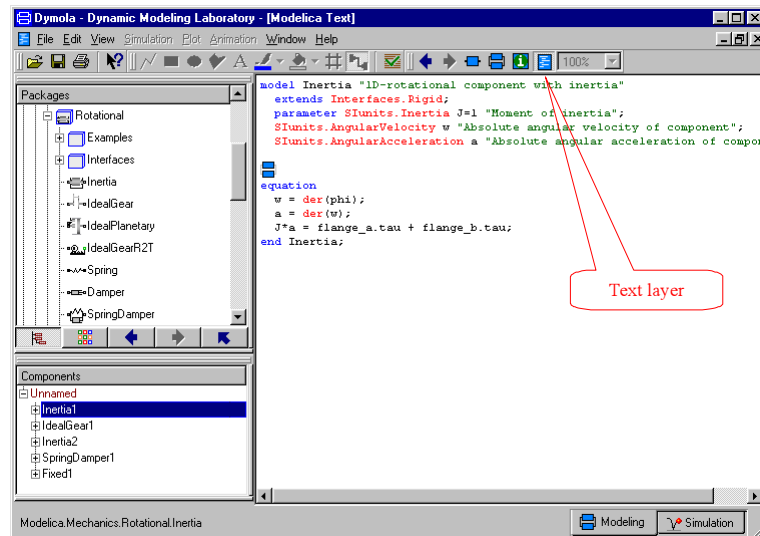 Dymola - Dynamic Modeling Laboratory - [Modelica Text]
File Edit View Simulation Plot Animation Window Help
A 100%
Packages
Rotational
Examples
Interfaces
Inertia
IdealGear
IdealPlanetary
IdealGearR2T
Spring
Damper
SpringDamper
Components
Unnamed
Inertia1
IdealGear1
Inertia2
SpringDamper1
Fixed1
model Inertia "1D-rotational component with inertia"
extends Interfaces.Rigid;
parameter SIunits.Inertia J=1 "Moment of inertia";
SIunits.AngularVelocity w "Absolute angular velocity of component";
SIunits.AngularAcceleration a "Absolute angular acceleration of compon
equation
w = der(phi);
a = der(w);
J*a = flange_a.tau + flange_b.tau;
end Inertia;
Text layer
Modelica.Mechanics.Rotational.Inertia
Modeling
Simulation